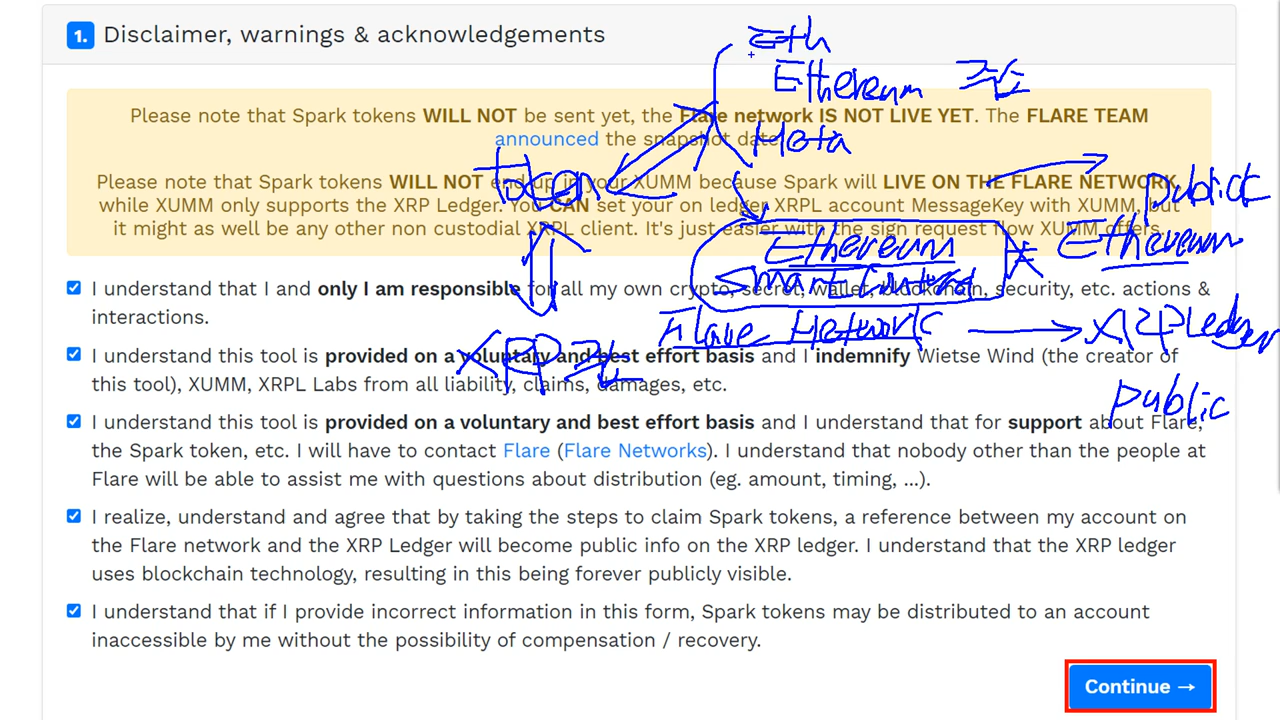 1. Disclaimer, warnings & acknowledgements
Eth
Ethereum 주소
Please note that Spark tokens WILL NOT be sent yet, the Flare network IS NOT LIVE YET. The FLARE TEAM
announced the snapshot date.
Meta
token
Please note that Spark tokens WILL NOT end up in your XUMM because Spark will LIVE ON THE FLARE NETWORK,
while XUMM only supports the XRP Ledger. You CAN set your on ledger XRPL account MessageKey with XUMM, but
it might as well be any other non custodial XRPL client. It's just easier with the sign request flow XUMM offers.
Ethereum
Ethereum
I understand that I and only I am responsible for all my own crypto, secret, wallet, blockchain, security, etc. actions &
interactions.
Smart
Flare Network
XRP Ledger
XRP 주소
I understand this tool is provided on a voluntary and best effort basis and I indemnify Wietse Wind (the creator of
this tool), XUMM, XRPL Labs from all liability, claims, damages, etc.
public
I understand this tool is provided on a voluntary and best effort basis and I understand that for support about Flare,
the Spark token, etc. I will have to contact Flare (Flare Networks). I understand that nobody other than the people at
Flare will be able to assist me with questions about distribution (eg. amount, timing, ...).
I realize, understand and agree that by taking the steps to claim Spark tokens, a reference between my account on
the Flare network and the XRP Ledger will become public info on the XRP ledger. I understand that the XRP ledger
uses blockchain technology, resulting in this being forever publicly visible.
I understand that if I provide incorrect information in this form, Spark tokens may be distributed to an account
inaccessible by me without the possibility of compensation / recovery.
Continue →